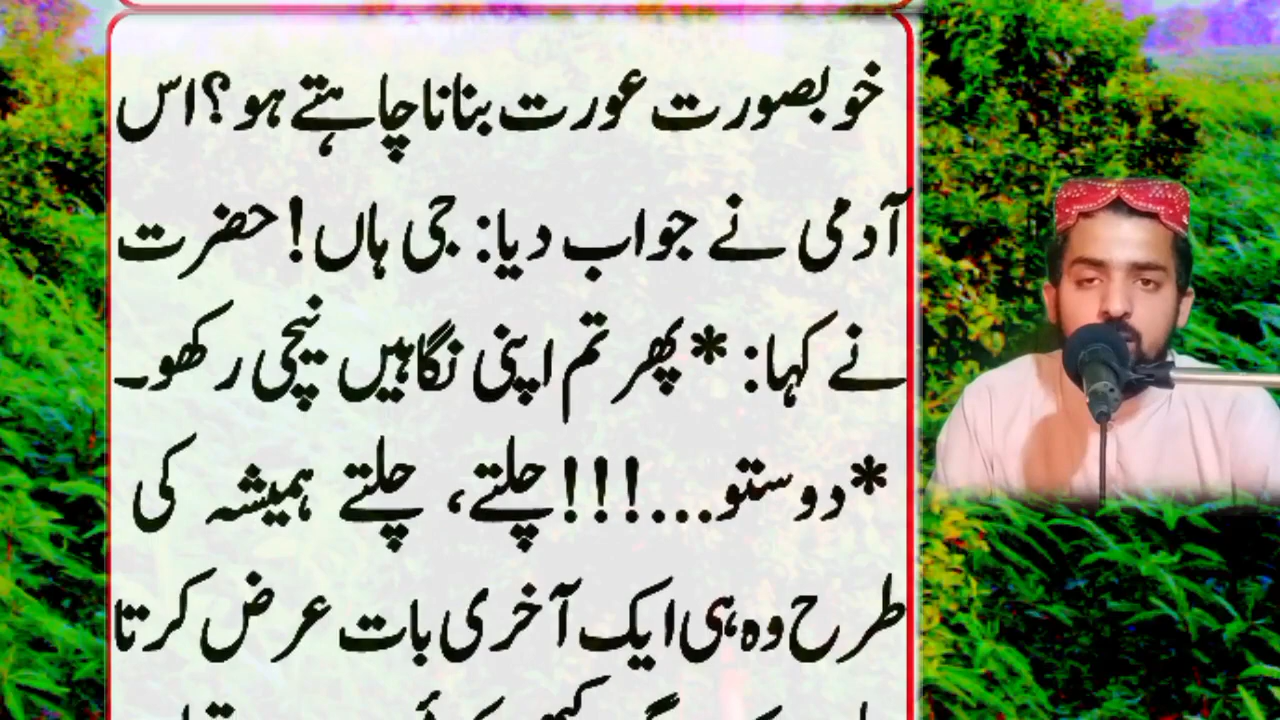 خوبصورت عورت بنانا چاہتے ہو؟ اس
آدمی نے جواب دیا: جی ہاں! حضرت
نے کہا: *پھر تم اپنی نگاہیں نیچی رکھو۔
*دوستو...!!! چلتے، چلتے ہمیشہ کی
طرح وہ ہی ایک آخری بات عرض کرتا